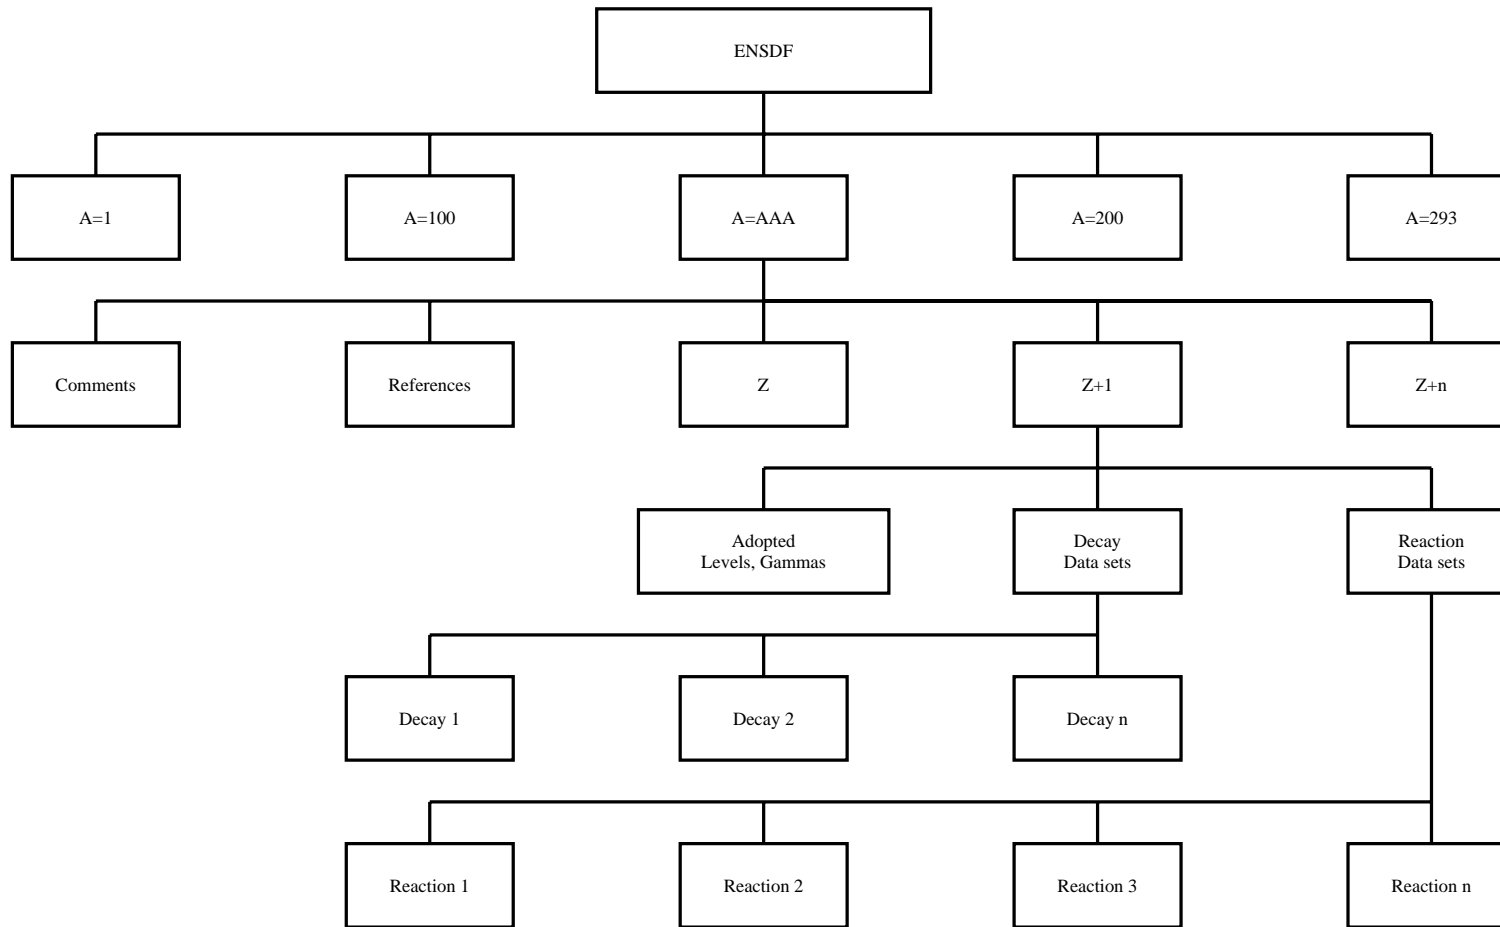 ENSDF
A=1
A=100
A=AAA
A=200
A=293
Comments
References
Z
Z+1
Z+n
Adopted
Levels, Gammas
Decay
Data sets
Reaction
Data sets
Decay 1
Decay 2
Decay n
Reaction 1
Reaction 2
Reaction 3
Reaction n